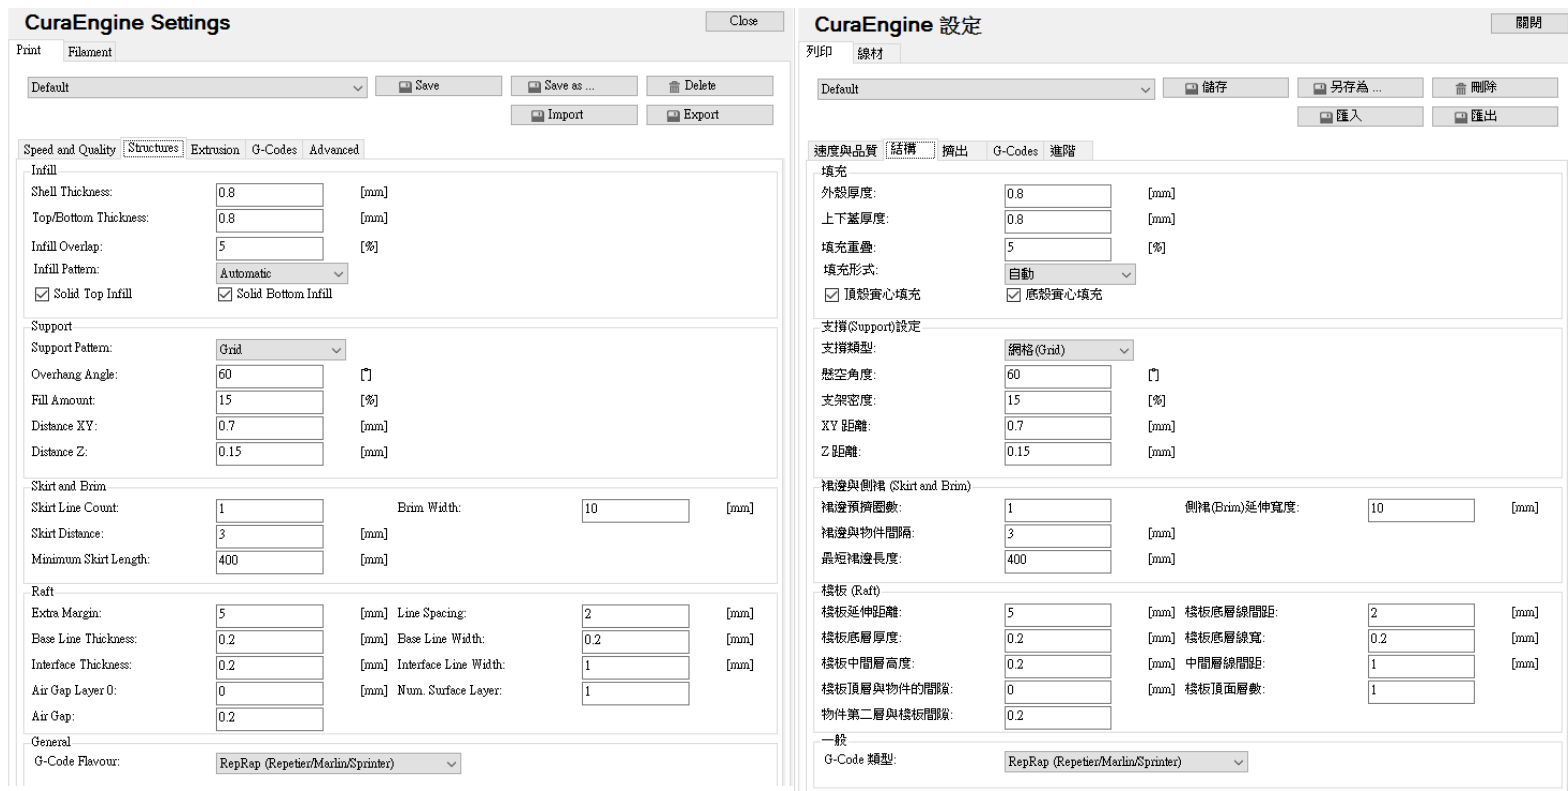 CuraEngine Settings
Close
Print Filament
Default Save Save as ... Delete
Import Export
Speed and Quality Structures Extrusion G-Codes Advanced
Infill
Shell Thickness: 0.8 [mm]
Top/Bottom Thickness: 0.8 [mm]
Infill Overlap: 5 [%]
Infill Pattern: Automatic
Solid Top Infill Solid Bottom Infill
Support
Support Pattern: Grid
Overhang Angle: 60 [°]
Fill Amount: 15 [%]
Distance XY: 0.7 [mm]
Distance Z: 0.15 [mm]
Skirt and Brim
Skirt Line Count: 1 Brim Width: 10 [mm]
Skirt Distance: 3 [mm]
Minimum Skirt Length: 400 [mm]
Raft
Extra Margin: 5 [mm] Line Spacing: 2 [mm]
Base Line Thickness: 0.2 [mm] Base Line Width: 0.2 [mm]
Interface Thickness: 0.2 [mm] Interface Line Width: 1 [mm]
Air Gap Layer 0: 0 [mm] Num. Surface Layer: 1
Air Gap: 0.2
General
G-Code Flavour: RepRap (Repetier/Marlin/Sprinter)
CuraEngine 設定
關閉
列印 線材
Default 儲存 另存為 ... 刪除
匯入 匯出
速度與品質 結構 擠出 G-Codes 進階
填充
外殼厚度: 0.8 [mm]
上下蓋厚度: 0.8 [mm]
填充重疊: 5 [%]
填充形式: 自動
頂殼實心填充 底殼實心填充
支撐(Support)設定
支撐類型: 網格(Grid)
懸空角度: 60 [°]
支架密度: 15 [%]
XY 距離: 0.7 [mm]
Z 距離: 0.15 [mm]
裙邊與側裙 (Skirt and Brim)
裙邊預擠圈數: 1 側裙(Brim)延伸寬度: 10 [mm]
裙邊與物件間隔: 3 [mm]
最短裙邊長度: 400 [mm]
棧板 (Raft)
棧板延伸距離: 5 [mm] 棧板底層線間距: 2 [mm]
棧板底層厚度: 0.2 [mm] 棧板底層線寬: 0.2 [mm]
棧板中間層高度: 0.2 [mm] 中間層線間距: 1 [mm]
棧板頂層與物件的間隙: 0 [mm] 棧板頂面層數: 1
物件第二層與棧板間隙: 0.2
一般
G-Code 類型: RepRap (Repetier/Marlin/Sprinter)